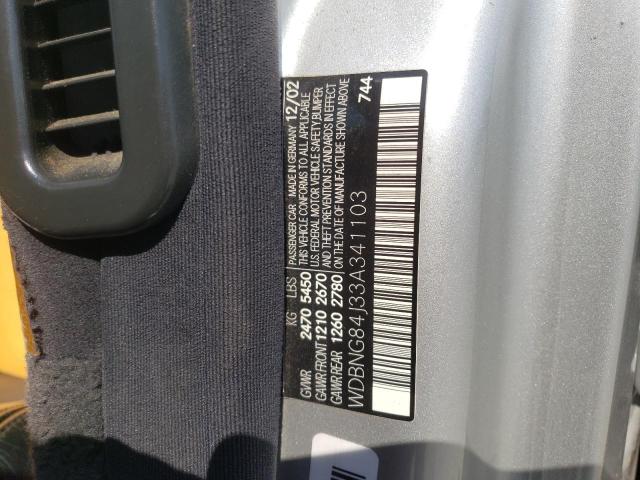 PASSENGER CAR MADE IN GERMANY 12/02
THIS VEHICLE CONFORMS TO ALL APPLICABLE
U.S. FEDERAL MOTOR VEHICLE SAFETY/BUMPER
AND THEFT PREVENTION STANDARDS IN EFFECT
ON THE DATE OF MANUFACTURE SHOWN ABOVE
KG LBS
GVWR 2470 5450
GAWR FRONT 1210 2670
GAWR REAR 1260 2780
744
WDBNG84J33A341103